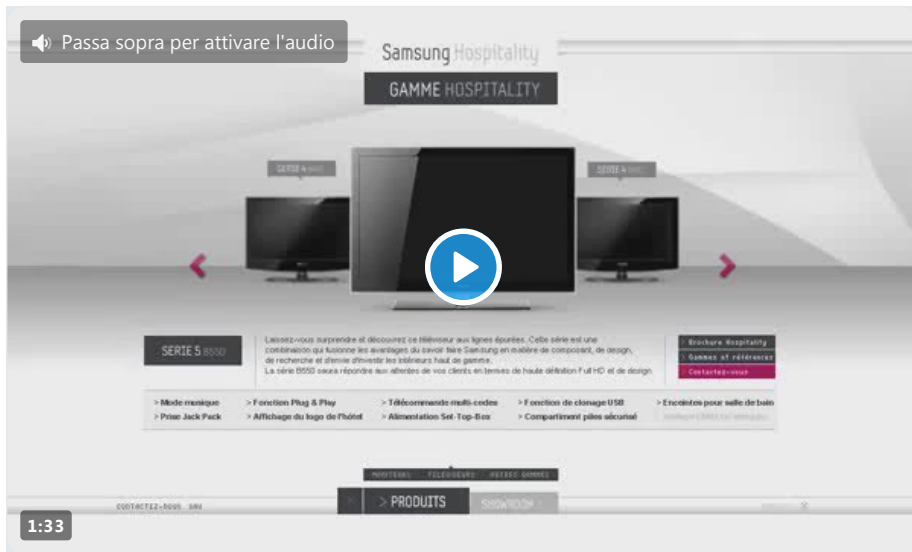 Passa sopra per attivare l'audio
Samsung Hospitality
GAMME HOSPITALITY
SERIE 4
SERIE 4
SERIE 5 B550
Laissez-vous surprendre et découvrez ce téléviseur aux lignes épurées. Cette série est une
combinaison qui fusionne les avantages du savoir faire Samsung en matière de composant, de design,
de recherche et d'envie d'investir les intérieurs haut de gamme.
La série B550 saura répondre aux attentes de vos clients en termes de haute définition Full HD et de design.
> Brochure Hospitality
> Gammes et références
> Contactez-vous
> Mode musique > Fonction Plug & Play > Télécommande multi-codes > Fonction de clonage USB > Enceintes pour salle de bain
> Prise Jack Pack > Affichage du logo de l'hôtel > Alimentation Set-Top-Box > Compartiment piles sécurisé
MONITEURS TÉLÉVISEURS AUTRES GAMMES
CONTACTEZ-NOUS SAV
> PRODUITS
SHOWROOM
1:33